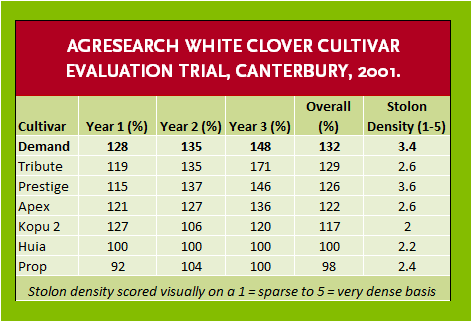 AGRESEARCH WHITE CLOVER CULTIVAR
EVALUATION TRIAL, CANTERBURY, 2001.
Cultivar Year 1 (%) Year 2 (%) Year 3 (%) Overall (%) Stolon Density (1-5)
Demand 128 135 148 132 3.4
Tribute 119 135 171 129 2.6
Prestige 115 137 146 126 3.6
Apex 121 127 136 122 2.6
Kopu 2 127 106 120 117 2
Huia 100 100 100 100 2.2
Prop 92 104 100 98 2.4
Stolon density scored visually on a 1 = sparse to 5 = very dense basis